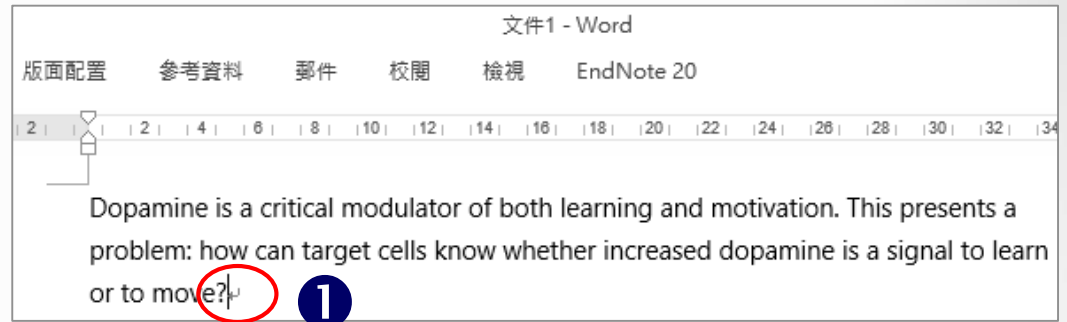 文件1 - Word
版面配置 參考資料 郵件 校閱 檢視 EndNote 20
2 2 4 6 8 10 12 14 16 18 20 22 24 26 28 30 32 34
Dopamine is a critical modulator of both learning and motivation. This presents a
problem: how can target cells know whether increased dopamine is a signal to learn
or to move?
1